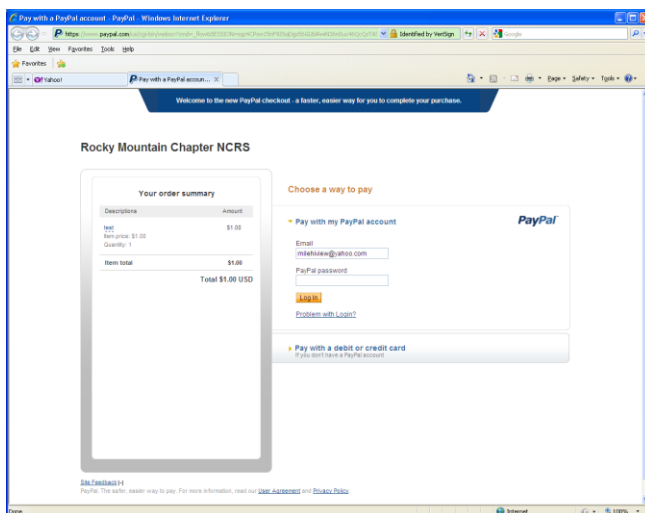 Pay with a PayPal account - PayPal - Windows Internet Explorer
https://www.paypal.com/
Identified by VeriSign
Google
File Edit View Favorites Tools Help
Favorites
Yahoo!
Pay with a PayPal accoun... X
Page Safety Tools
Welcome to the new PayPal checkout - a faster, easier way for you to complete your purchase.
Rocky Mountain Chapter NCRS
Your order summary
Descriptions Amount
test $1.00
Item price: $1.00
Quantity: 1
Item total $1.00
Total $1.00 USD
Choose a way to pay
Pay with my PayPal account
PayPal
Email
milehiview@yahoo.com
PayPal password
Log In
Problem with Login?
Pay with a debit or credit card
If you don't have a PayPal account
Site Feedback [-]
PayPal. The safer, easier way to pay. For more information, read our User Agreement and Privacy Policy.
Done
Internet
100%